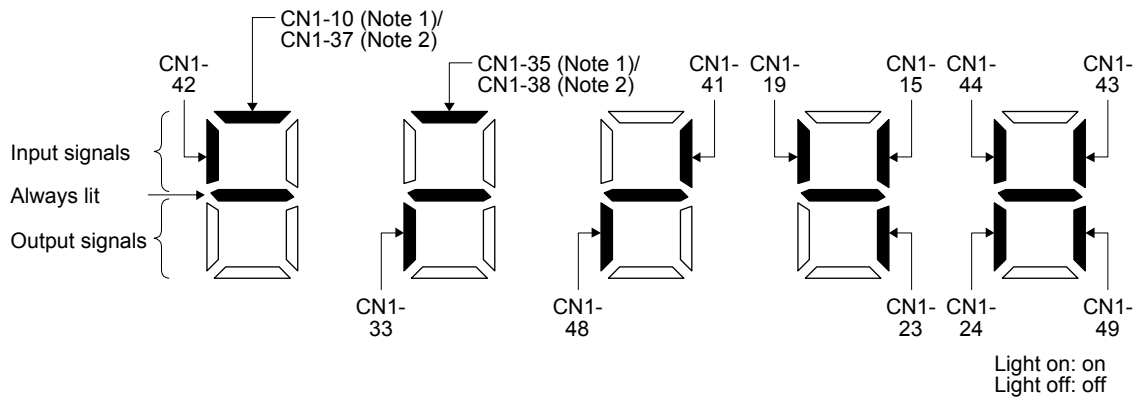 CN1-10 (Note 1)/
CN1-37 (Note 2)
CN1-
42
CN1-35 (Note 1)/
CN1-38 (Note 2)
CN1-
41
CN1-
19
CN1-
15
CN1-
44
CN1-
43
Input signals
Always lit
Output signals
CN1-
33
CN1-
48
CN1-
23
CN1-
24
CN1-
49
Light on: on
Light off: off